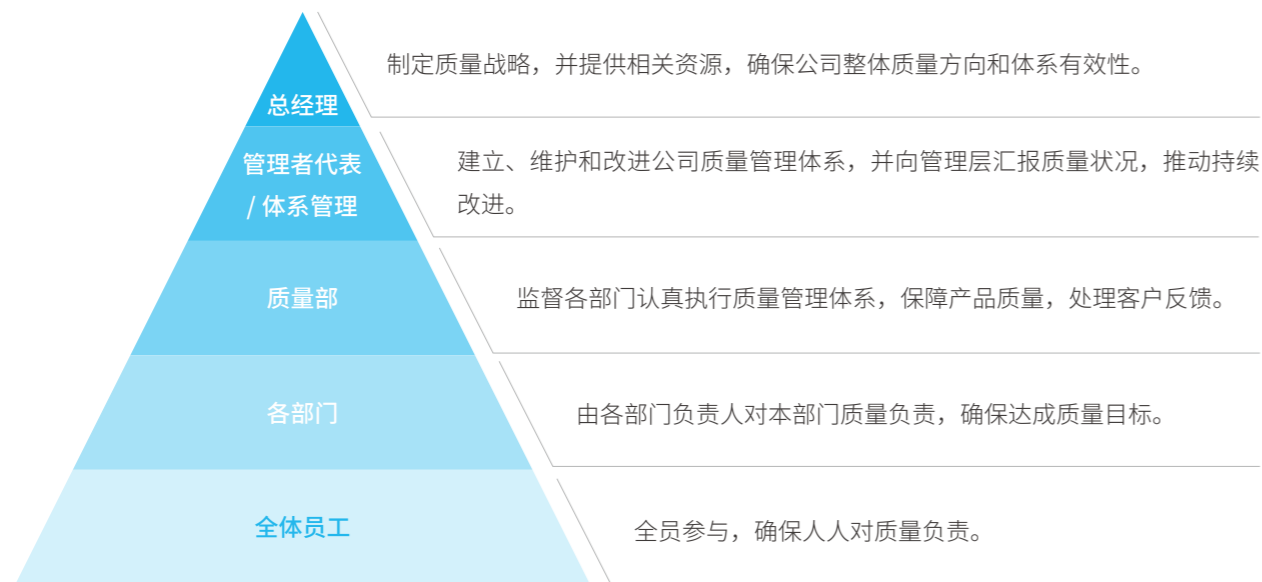 总经理
制定质量战略，并提供相关资源，确保公司整体质量方向和体系有效性。
管理者代表
/ 体系管理
建立、维护和改进公司质量管理体系，并向管理层汇报质量状况，推动持续
改进。
质量部
监督各部门认真执行质量管理体系，保障产品质量，处理客户反馈。
各部门
由各部门负责人对本部门质量负责，确保达成质量目标。
全体员工
全员参与，确保人人对质量负责。